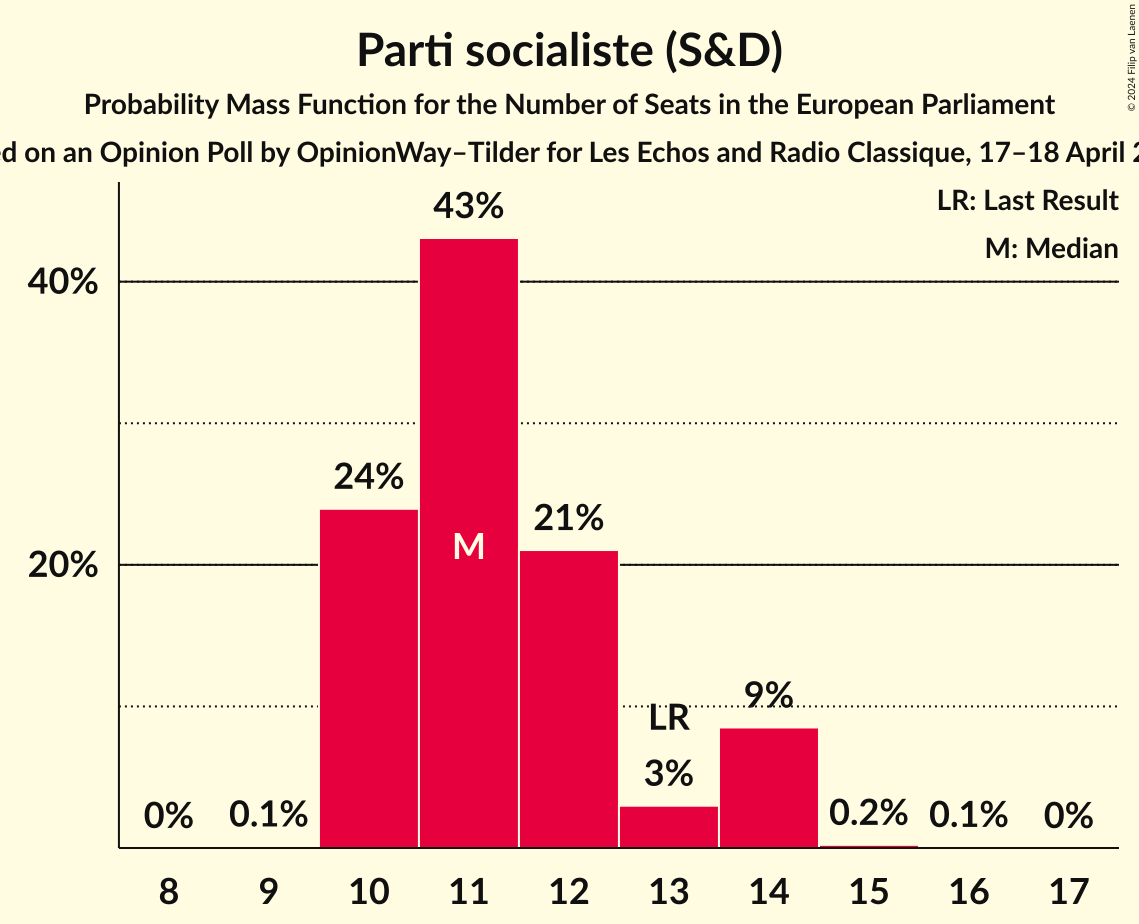 Parti socialiste (S&D)
Probability Mass Function for the Number of Seats in the European Parliament
on an Opinion Poll by OpinionWay–Tilder for Les Echos and Radio Classique, 17–18 April
© 2024 Filip van Laenen
LR: Last Result
M: Median
43%
40%
24%
21%
M
20%
9%
LR
3%
0% 0.1% 0.2% 0.1% 0%
8 9 10 11 12 13 14 15 16 17